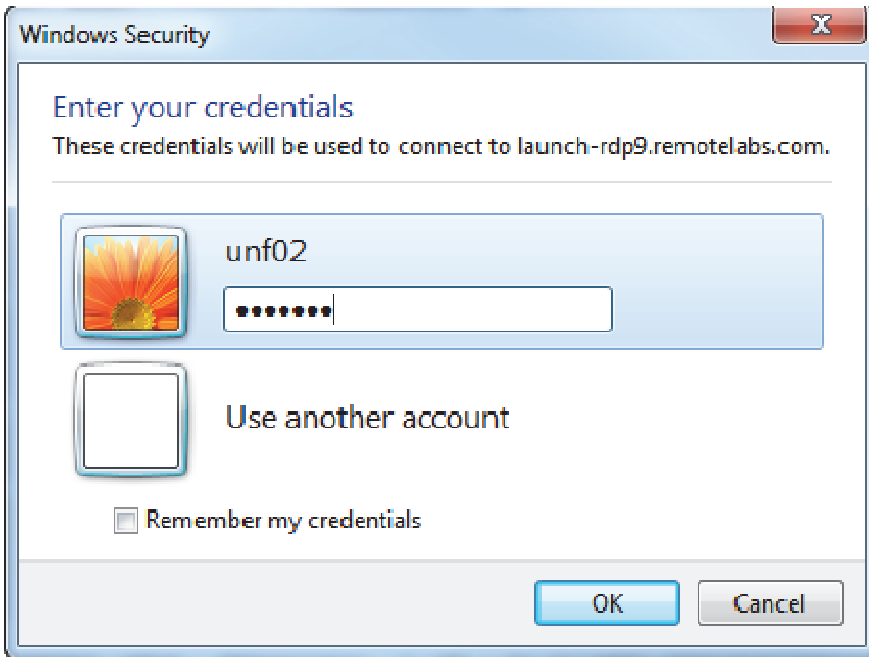 Windows Security
Enter your credentials
These credentials will be used to connect to launch-rdp9.remotelabs.com.
unf02
•••••••
Use another account
Remember my credentials
OK
Cancel